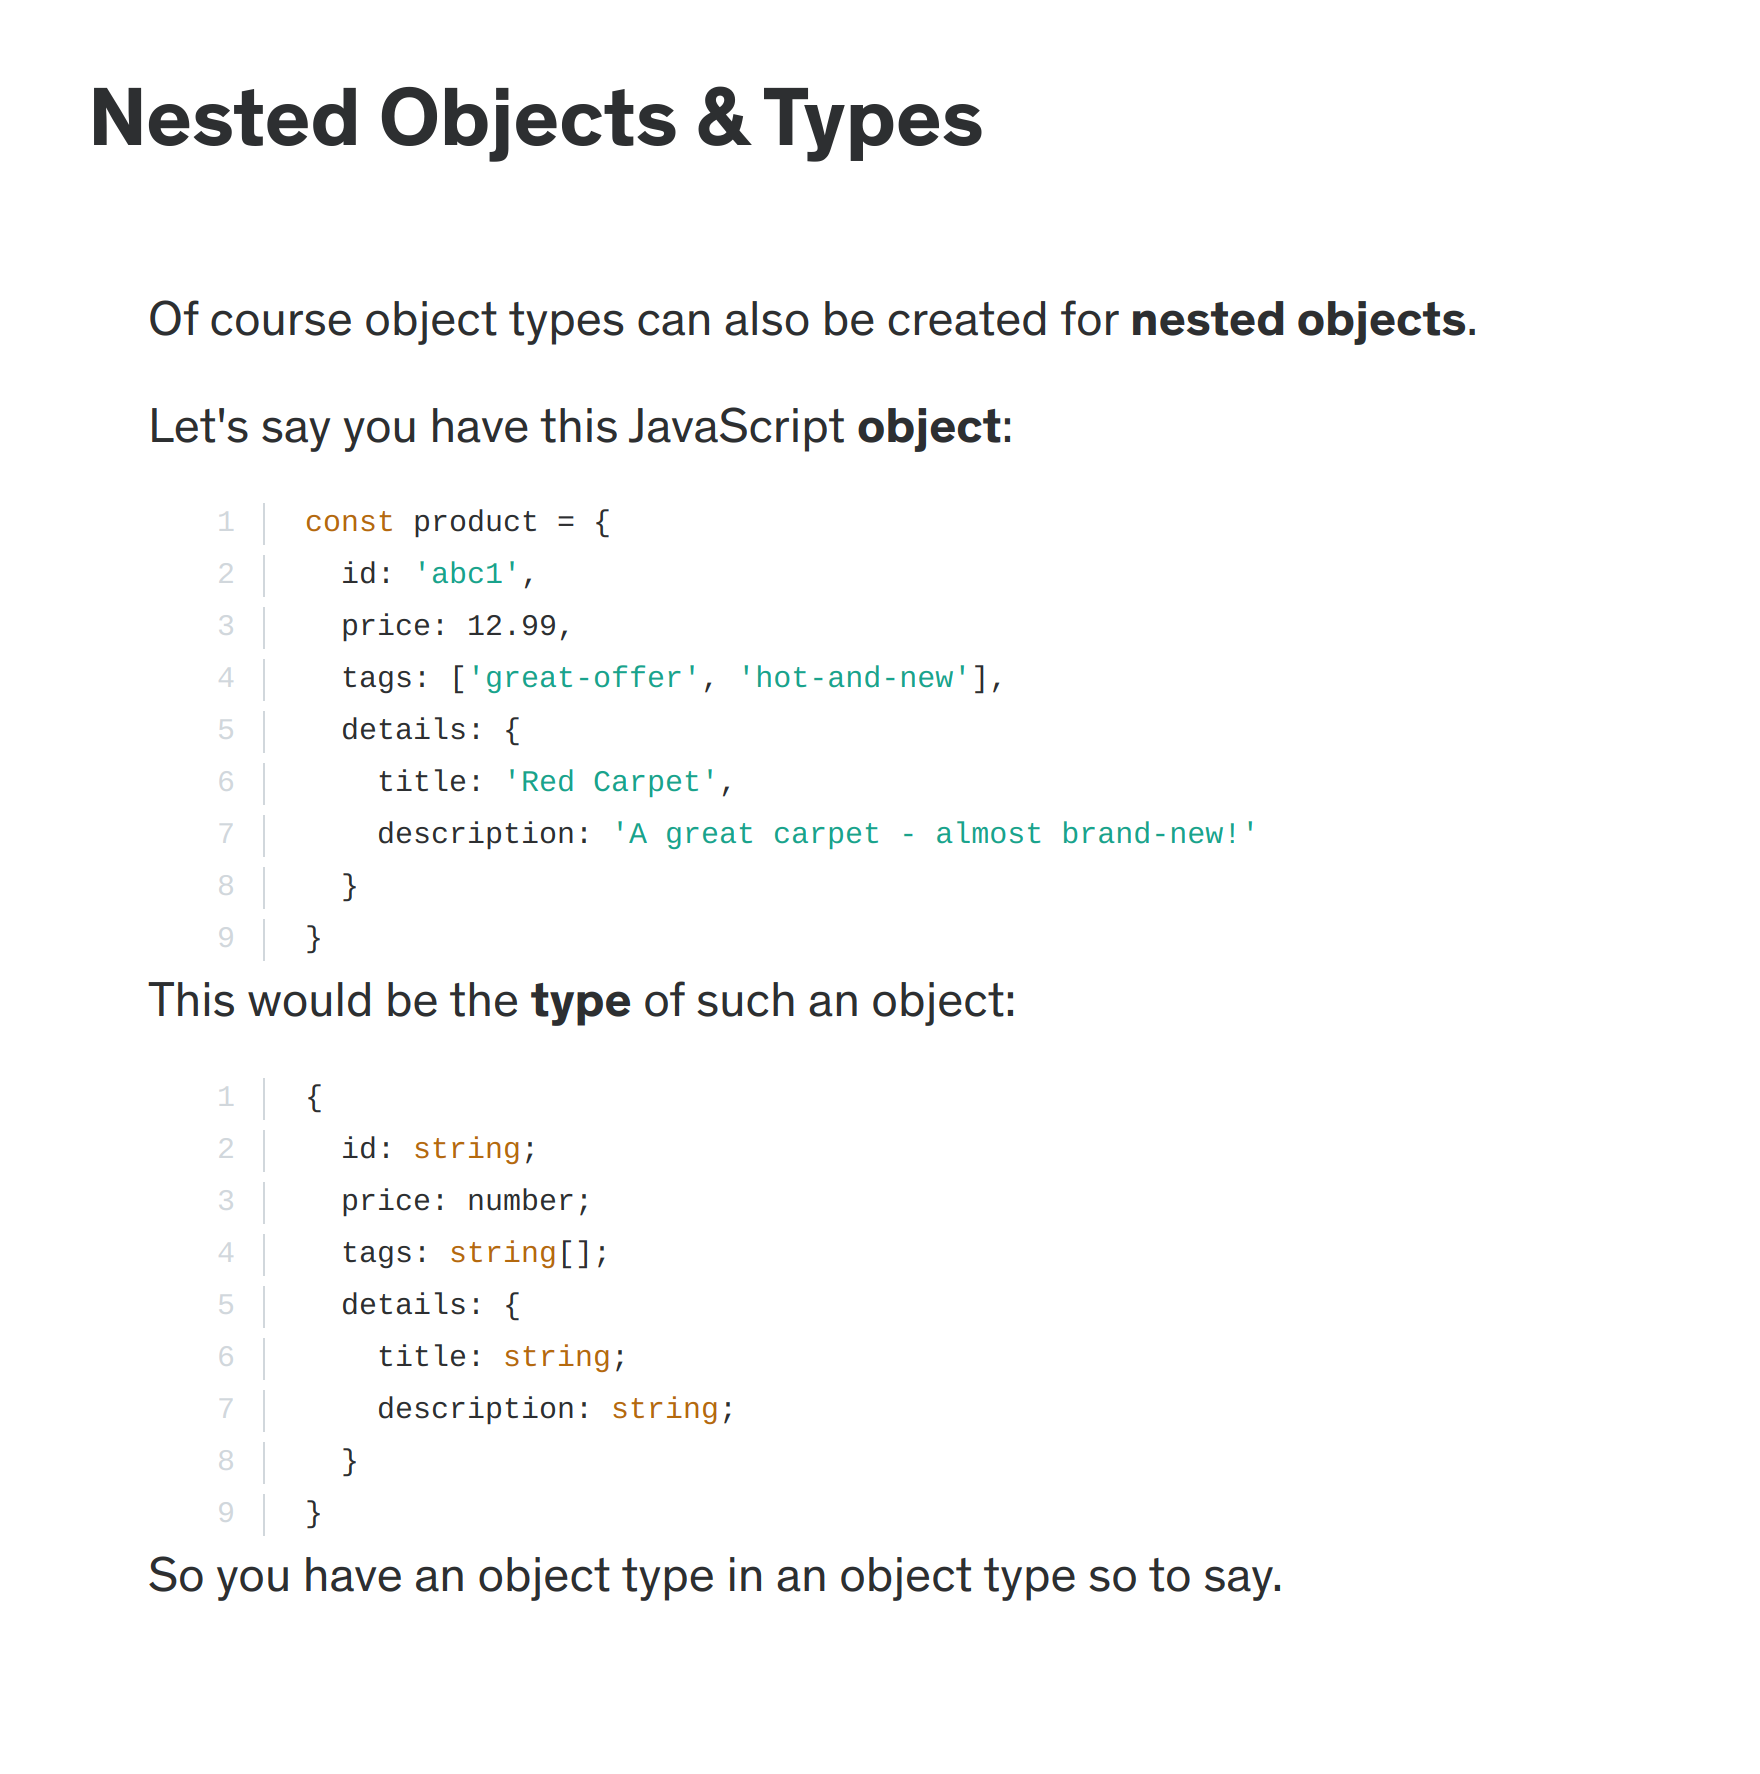 Nested Objects & Types
Of course object types can also be created for nested objects.
Let's say you have this JavaScript object:
1 const product = {
2   id: 'abc1',
3   price: 12.99,
4   tags: ['great-offer', 'hot-and-new'],
5   details: {
6     title: 'Red Carpet',
7     description: 'A great carpet - almost brand-new!'
8   }
9 }
This would be the type of such an object:
1 {
2   id: string;
3   price: number;
4   tags: string[];
5   details: {
6     title: string;
7     description: string;
8   }
9 }
So you have an object type in an object type so to say.